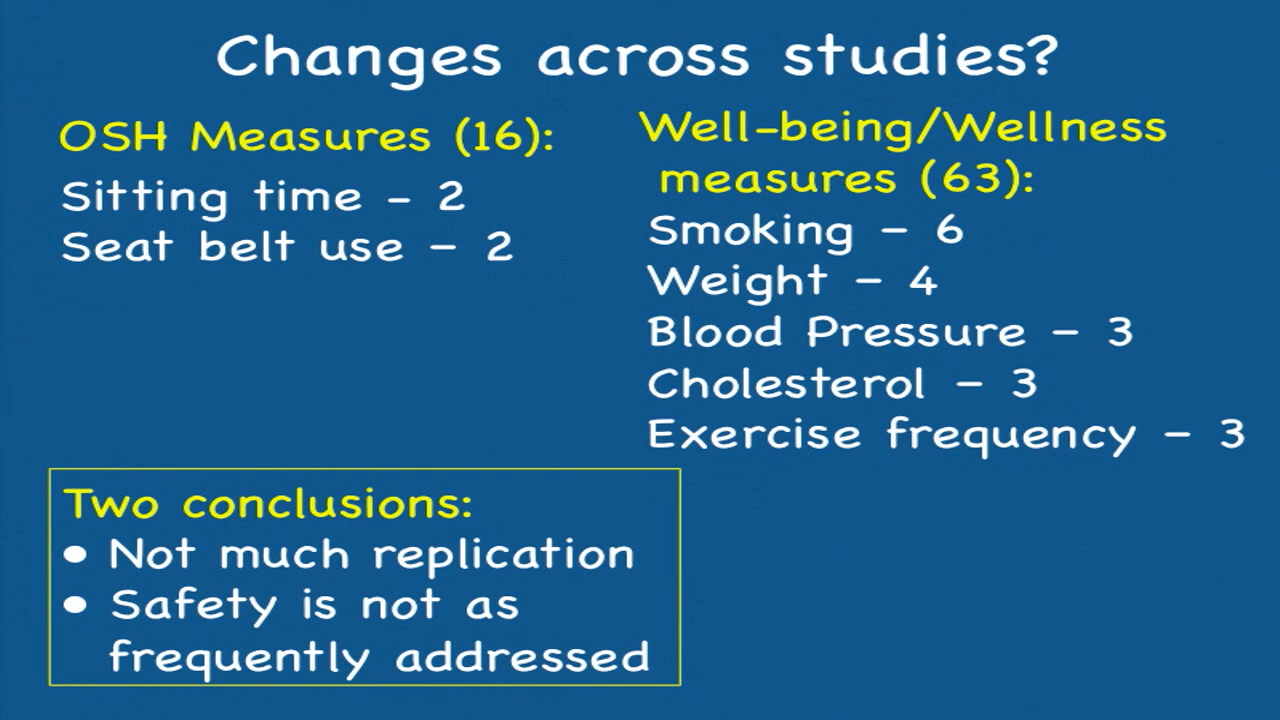 Changes across studies?
OSH Measures (16):
Sitting time – 2
Seat belt use – 2
Well-being/Wellness
measures (63):
Smoking – 6
Weight – 4
Blood Pressure – 3
Cholesterol – 3
Exercise frequency – 3
Two conclusions:
• Not much replication
• Safety is not as
frequently addressed